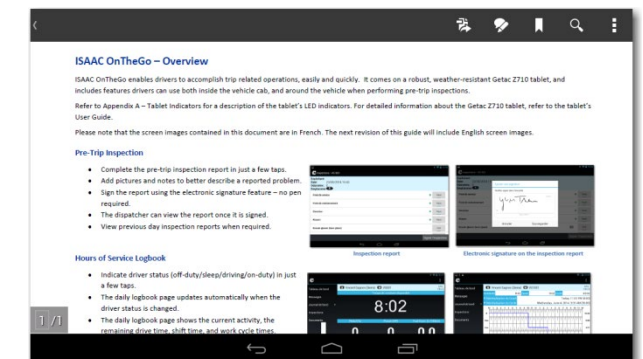 ISAAC OnTheGo – Overview
ISAAC OnTheGo enables drivers to accomplish trip related operations, easily and quickly. It comes on a robust, weather-resistant Getac Z710 tablet, and
includes features drivers can use both inside the vehicle cab, and around the vehicle when performing pre-trip inspections.
Refer to Appendix A – Tablet Indicators for a description of the tablet's LED indicators. For detailed information about the Getac Z710 tablet, refer to the tablet's
User Guide.
Please note that the screen images contained in this document are in French. The next revision of this guide will include English screen images.
Pre-Trip Inspection
• Complete the pre-trip inspection report in just a few taps.
• Add pictures and notes to better describe a reported problem.
• Sign the report using the electronic signature feature – no pen
required.
• The dispatcher can view the report once it is signed.
• View previous day inspection reports when required.
Inspection report
Electronic signature on the inspection report
Hours of Service Logbook
• Indicate driver status (off-duty/sleep/driving/on-duty) in just
a few taps.
• The daily logbook page updates automatically when the
driver status is changed.
• The daily logbook page shows the current activity, the
remaining drive time, shift time, and work cycle times.
8:02
1 /1